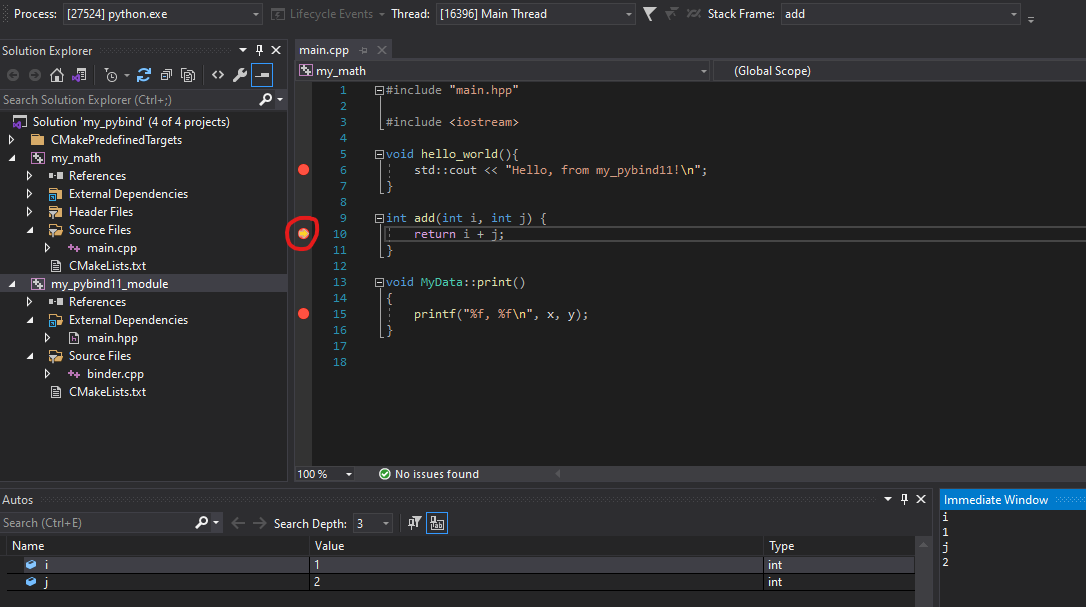 Process: [27524] python.exe Lifecycle Events Thread: [16396] Main Thread Stack Frame: add
Solution Explorer
Search Solution Explorer (Ctrl+;)
Solution 'my_pybind' (4 of 4 projects)
CMakePredefinedTargets
my_math
References
External Dependencies
Header Files
Source Files
main.cpp
CMakeLists.txt
my_pybind11_module
References
External Dependencies
main.hpp
Source Files
binder.cpp
CMakeLists.txt
main.cpp
my_math (Global Scope)
1 #include "main.hpp"
2
3 #include <iostream>
4
5 void hello_world(){
6 std::cout << "Hello, from my_pybind11!\n";
7 }
8
9 int add(int i, int j) {
10 return i + j;
11 }
12
13 void MyData::print()
14 {
15 printf("%f, %f\n", x, y);
16 }
17
18
100 % No issues found
Autos
Search (Ctrl+E) Search Depth: 3
Name Value Type
i 1 int
j 2 int
Immediate Window
i
1
j
2